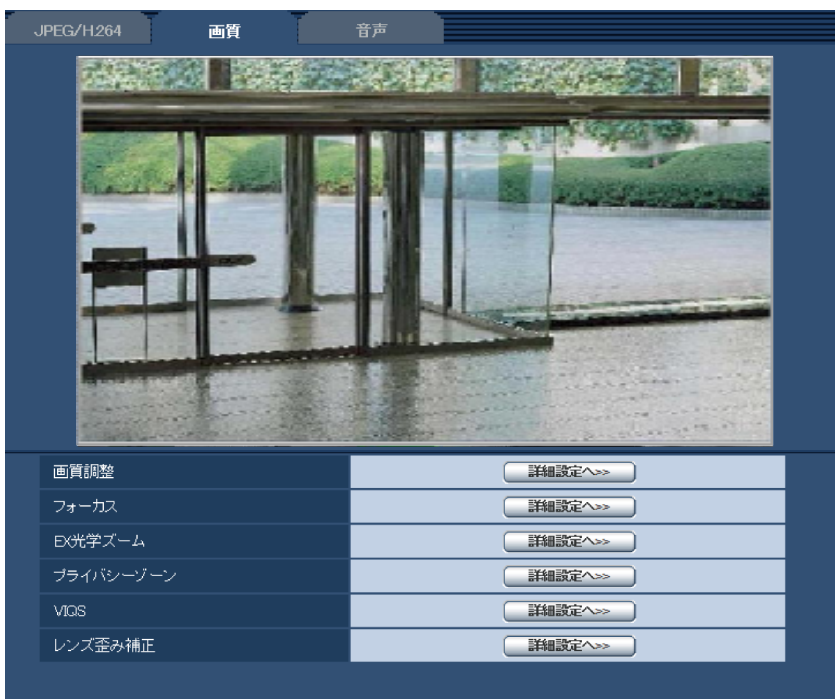 JPEG/H.264 画質 音声
画質調整 詳細設定へ>>
フォーカス 詳細設定へ>>
EX光学ズーム 詳細設定へ>>
プライバシーゾーン 詳細設定へ>>
VIQS 詳細設定へ>>
レンズ歪み補正 詳細設定へ>>